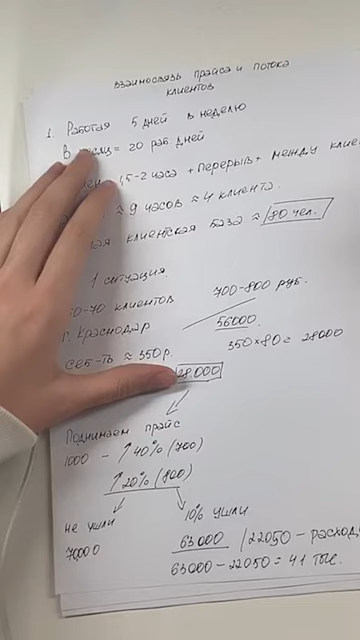 взаимосвязь прайса и потока
клиентов
1. Работая 5 дней в неделю
В = 20 раб. дней
1,5-2 часа + перерыв + между
≈ 9 часов ≈ 4 клиента.
клиентская база ≈ 80 чел.
1 ситуация.
0-70 клиентов
700-800 руб.
г. Краснодар
56000
себ-ть ≈ 350 р.
350 × 80 = 28000
28.000
Поднимаем прайс
1000 - ↑ 40% (700)
↑ 20% (800)
не ушли
10% ушли
70000
63000 | 22050 - расход
63000 - 22050 = 41 тыс.